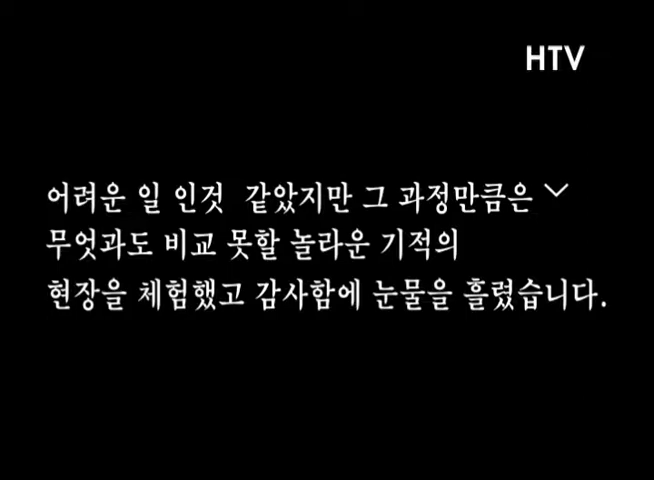 HTV
어려운 일 인것 같았지만 그 과정만큼은
무엇과도 비교 못할 놀라운 기적의
현장을 체험했고 감사함에 눈물을 흘렸습니다.